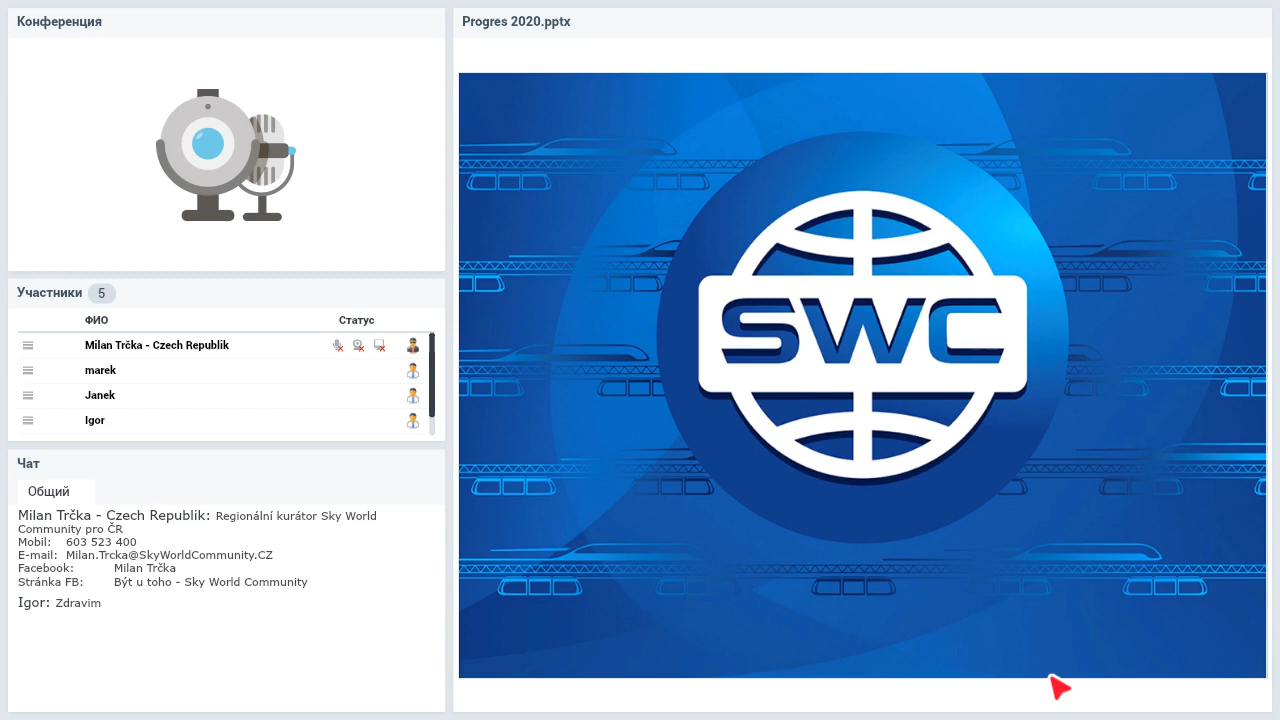 Конференция
Участники 5
ФИО Статус
Milan Trčka - Czech Republik
marek
Janek
Igor
Чат
Общий
Milan Trčka - Czech Republik: Regionální kurátor Sky World
Community pro ČR
Mobil: 603 523 400
E-mail: Milan.Trcka@SkyWorldCommunity.CZ
Facebook: Milan Trčka
Stránka FB: Být u toho - Sky World Community
Igor: Zdravim
Progres 2020.pptx
SWC